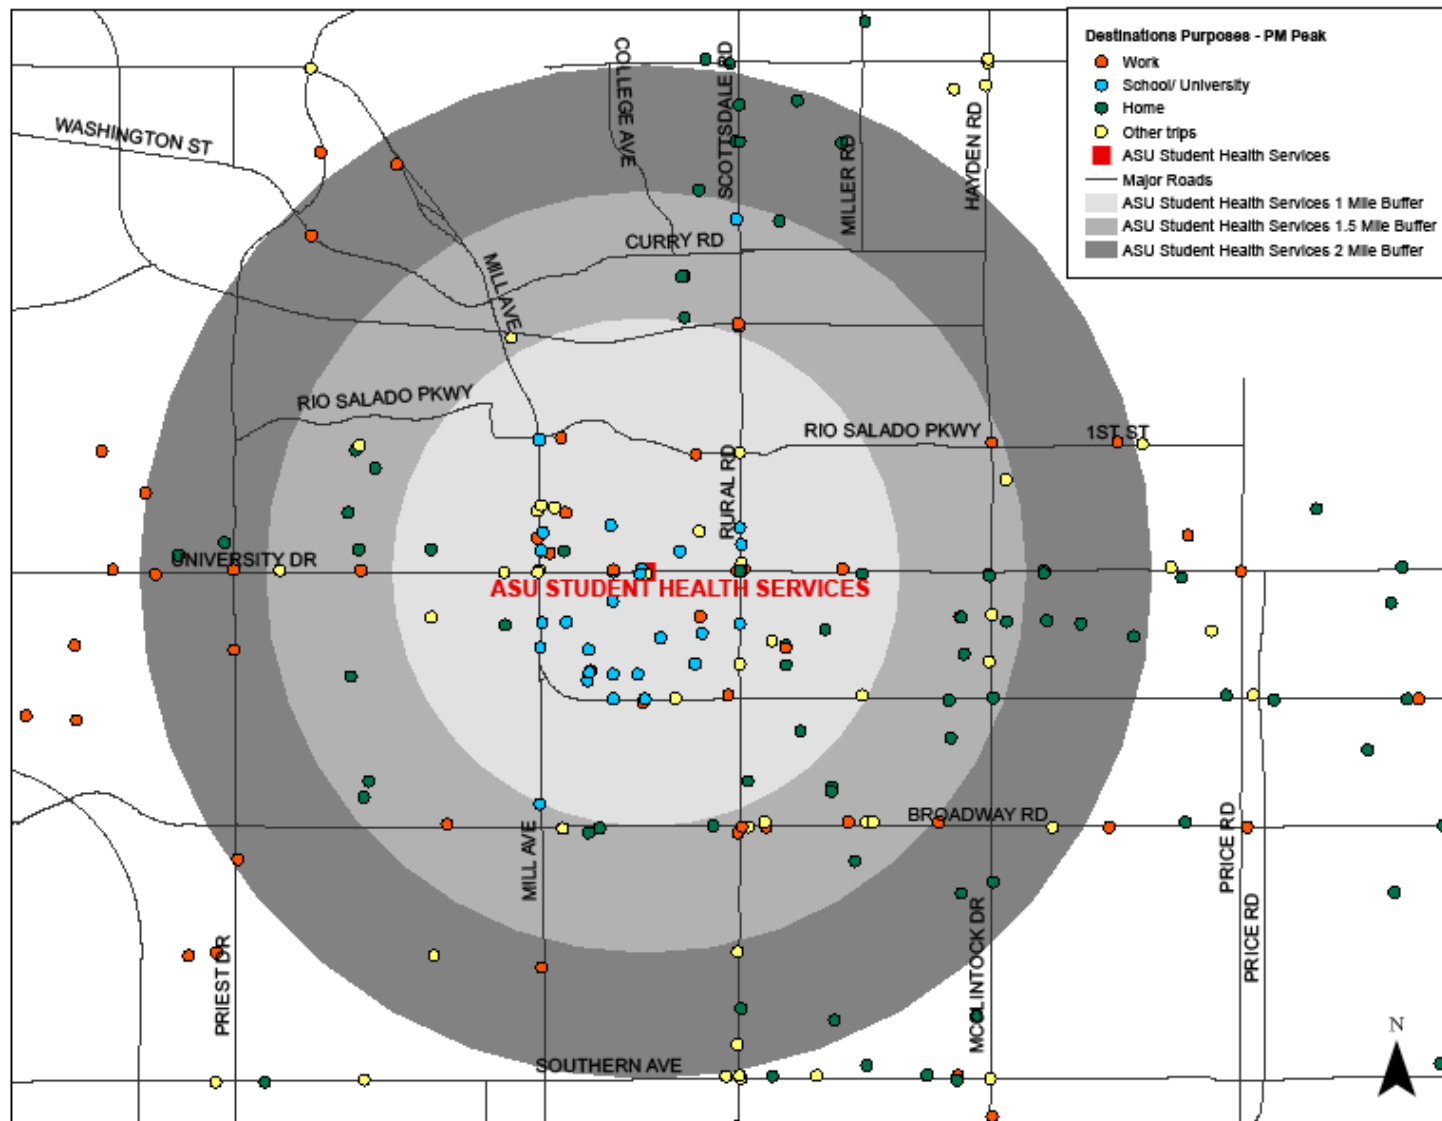 Destinations Purposes - PM Peak
Work
School/ University
Home
Other trips
ASU Student Health Services
Major Roads
ASU Student Health Services 1 Mile Buffer
ASU Student Health Services 1.5 Mile Buffer
ASU Student Health Services 2 Mile Buffer
WASHINGTON ST
COLLEGE AVE
SCOTTSDALE RD
MILLER RD
HAYDEN RD
CURRY RD
MILL AVE
RIO SALADO PKWY
RIO SALADO PKWY
1ST ST
RURAL RD
UNIVERSITY DR
ASU STUDENT HEALTH SERVICES
BROADWAY RD
MILL AVE
PRICE RD
PRICE RD
PRIEST DR
MCCLINTOCK DR
SOUTHERN AVE
N